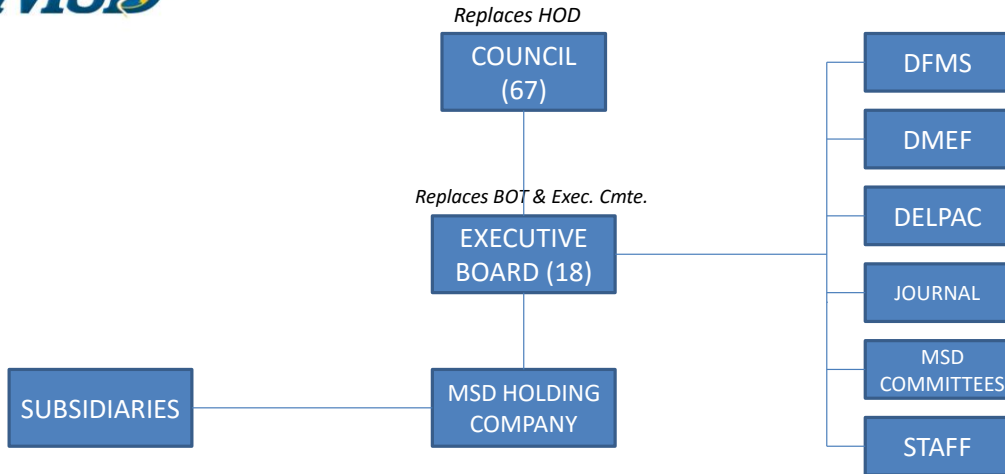 MSD
Replaces HOD
COUNCIL
(67)
Replaces BOT & Exec. Cmte.
EXECUTIVE
BOARD (18)
MSD HOLDING
COMPANY
SUBSIDIARIES
DFMS
DMEF
DELPAC
JOURNAL
MSD
COMMITTEES
STAFF